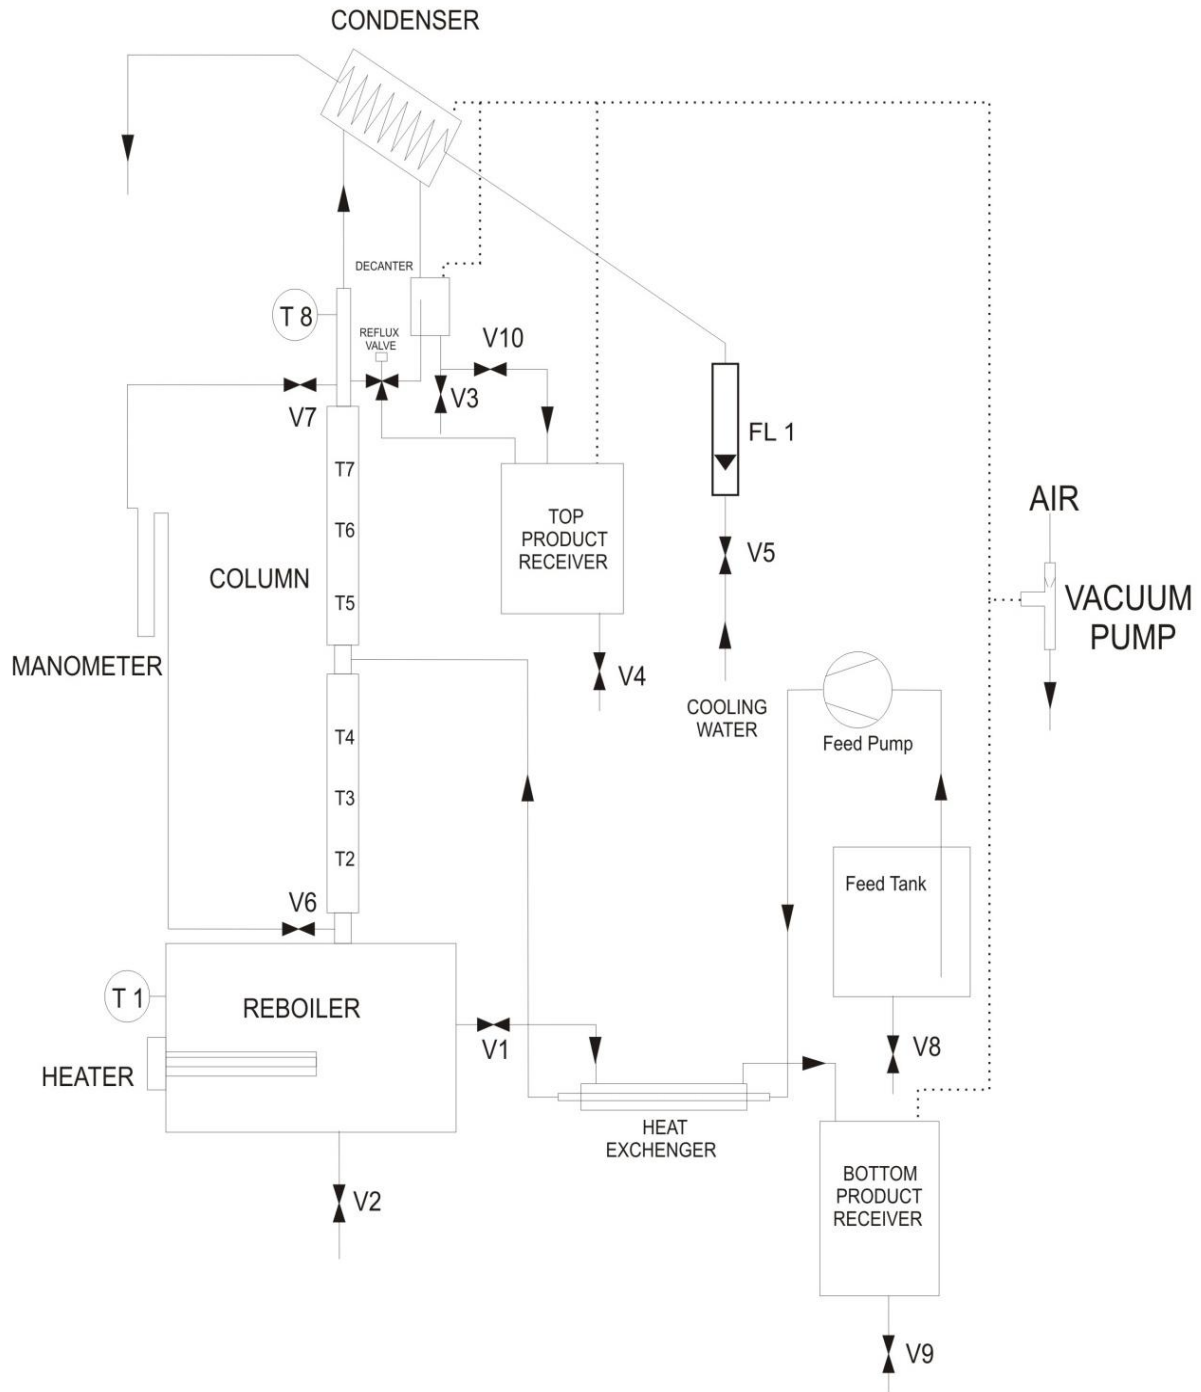 CONDENSER
DECANTER
T 8
REFLUX
VALVE
V10
V7
V3
FL 1
T7
TOP
PRODUCT
RECEIVER
T6
AIR
V5
COLUMN
T5
VACUUM
PUMP
MANOMETER
V4
COOLING
WATER
T4
Feed Pump
T3
T2
Feed Tank
V6
T 1
REBOILER
V1
V8
HEATER
HEAT
EXCHENGER
BOTTOM
PRODUCT
RECEIVER
V2
V9